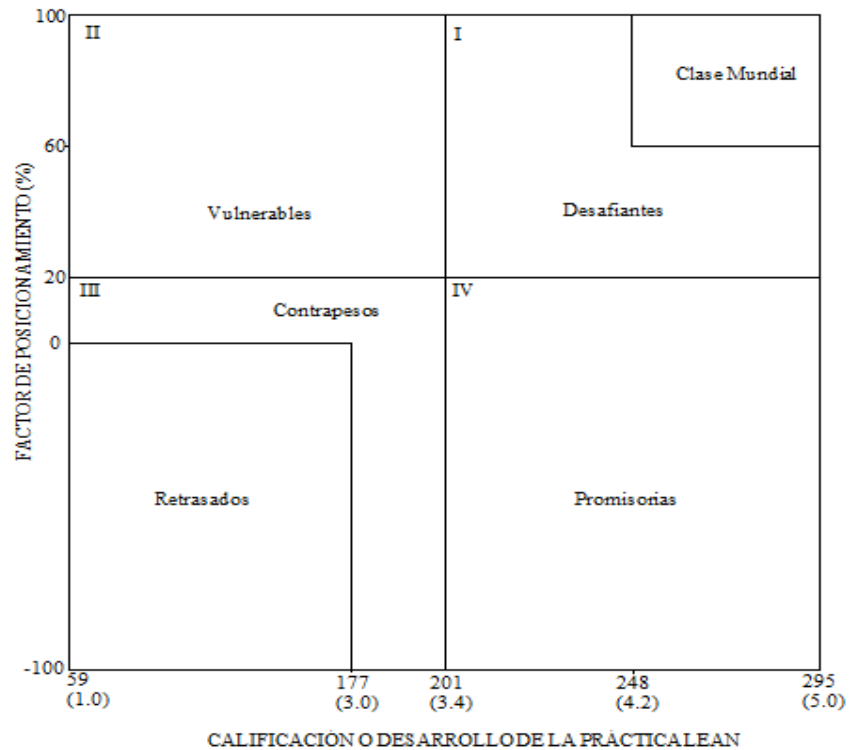 100
II
I
Clase Mundial
60
Vulnerables
Desafiantes
20
III
IV
Contrapesos
0
Retrasados
Promisorias
-100
FACTOR DE POSICIONAMIENTO (%)
59
177
201
248
295
(1.0)
(3.0)
(3.4)
(4.2)
(5.0)
CALIFICACIÓN O DESARROLLO DE LA PRÁCTICA LEAN